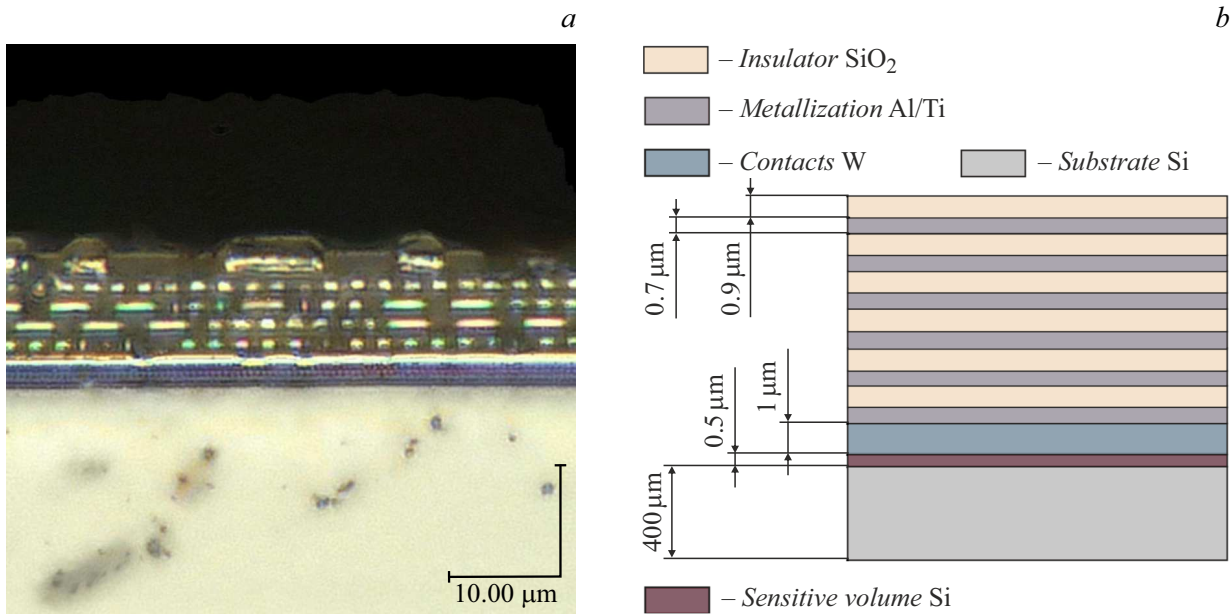 a
b
– Insulator SiO₂
– Metallization Al/Ti
– Contacts W
– Substrate Si
0.7 µm
0.9 µm
0.5 µm
1 µm
400 µm
10.00 µm
– Sensitive volume Si